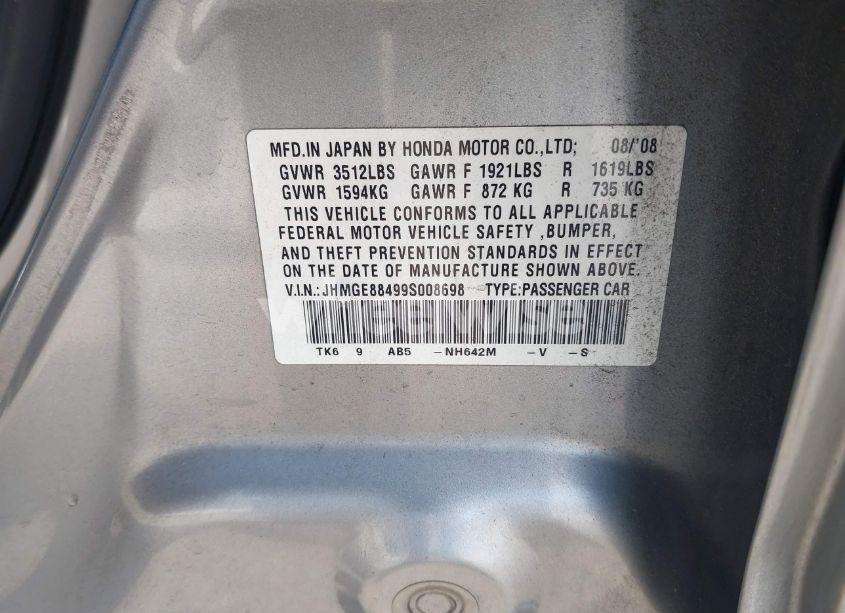 MFD.IN JAPAN BY HONDA MOTOR CO.,LTD; 08/'08
GVWR 3512LBS GAWR F 1921LBS R 1619LBS
GVWR 1594KG GAWR F 872 KG R 735 KG
THIS VEHICLE CONFORMS TO ALL APPLICABLE
FEDERAL MOTOR VEHICLE SAFETY ,BUMPER,
AND THEFT PREVENTION STANDARDS IN EFFECT
ON THE DATE OF MANUFACTURE SHOWN ABOVE.
V.I.N.: JHMGE88499S008698 TYPE:PASSENGER CAR
TK6 9 AB5 -NH642M -V -S